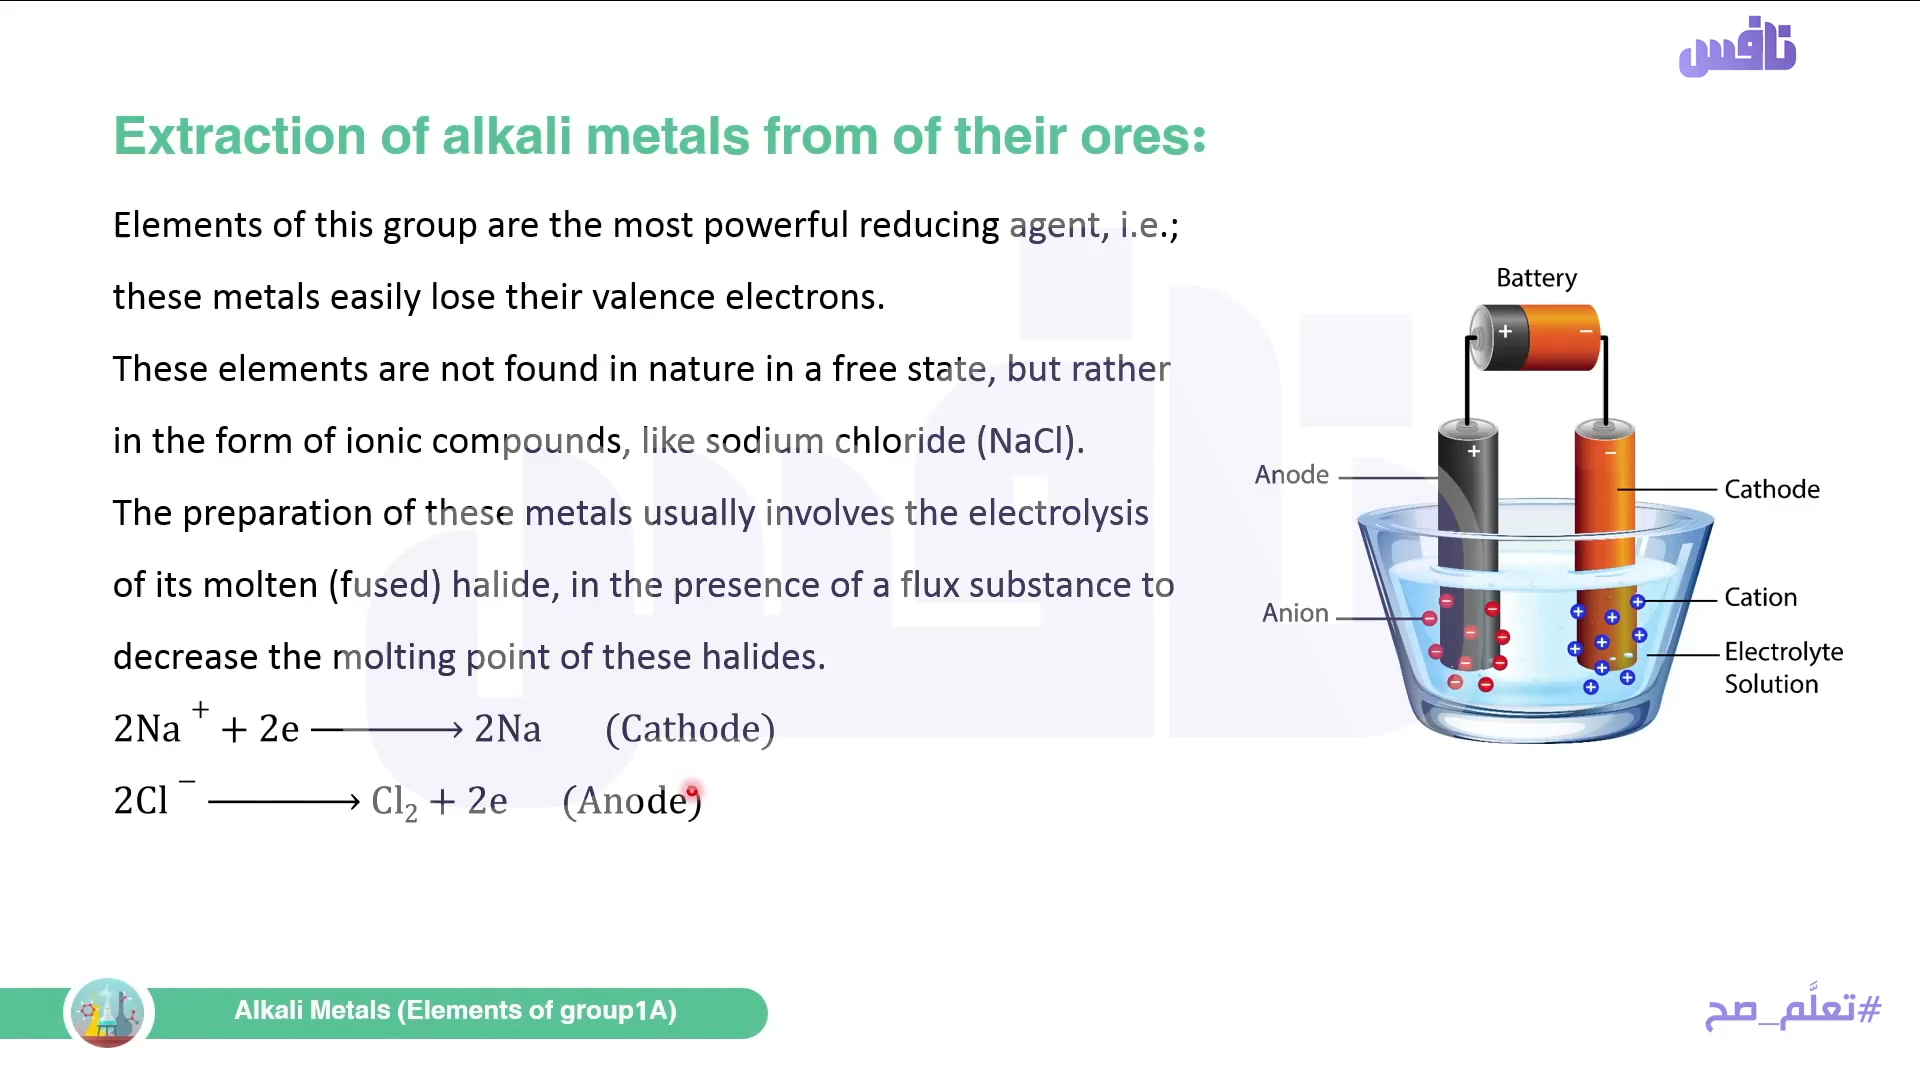 نافس
Extraction of alkali metals from of their ores:
Elements of this group are the most powerful reducing agent, i.e.;
these metals easily lose their valence electrons.
These elements are not found in nature in a free state, but rather
in the form of ionic compounds, like sodium chloride (NaCl).
The preparation of these metals usually involves the electrolysis
of its molten (fused) halide, in the presence of a flux substance to
decrease the molting point of these halides.
2Na⁺ + 2e ⟶ 2Na (Cathode)
2Cl⁻ ⟶ Cl₂ + 2e (Anode)
Battery
+ −
+ −
Anode
Cathode
Anion
Cation
Electrolyte
Solution
Alkali Metals (Elements of group1A)
#تعلَّم_صح